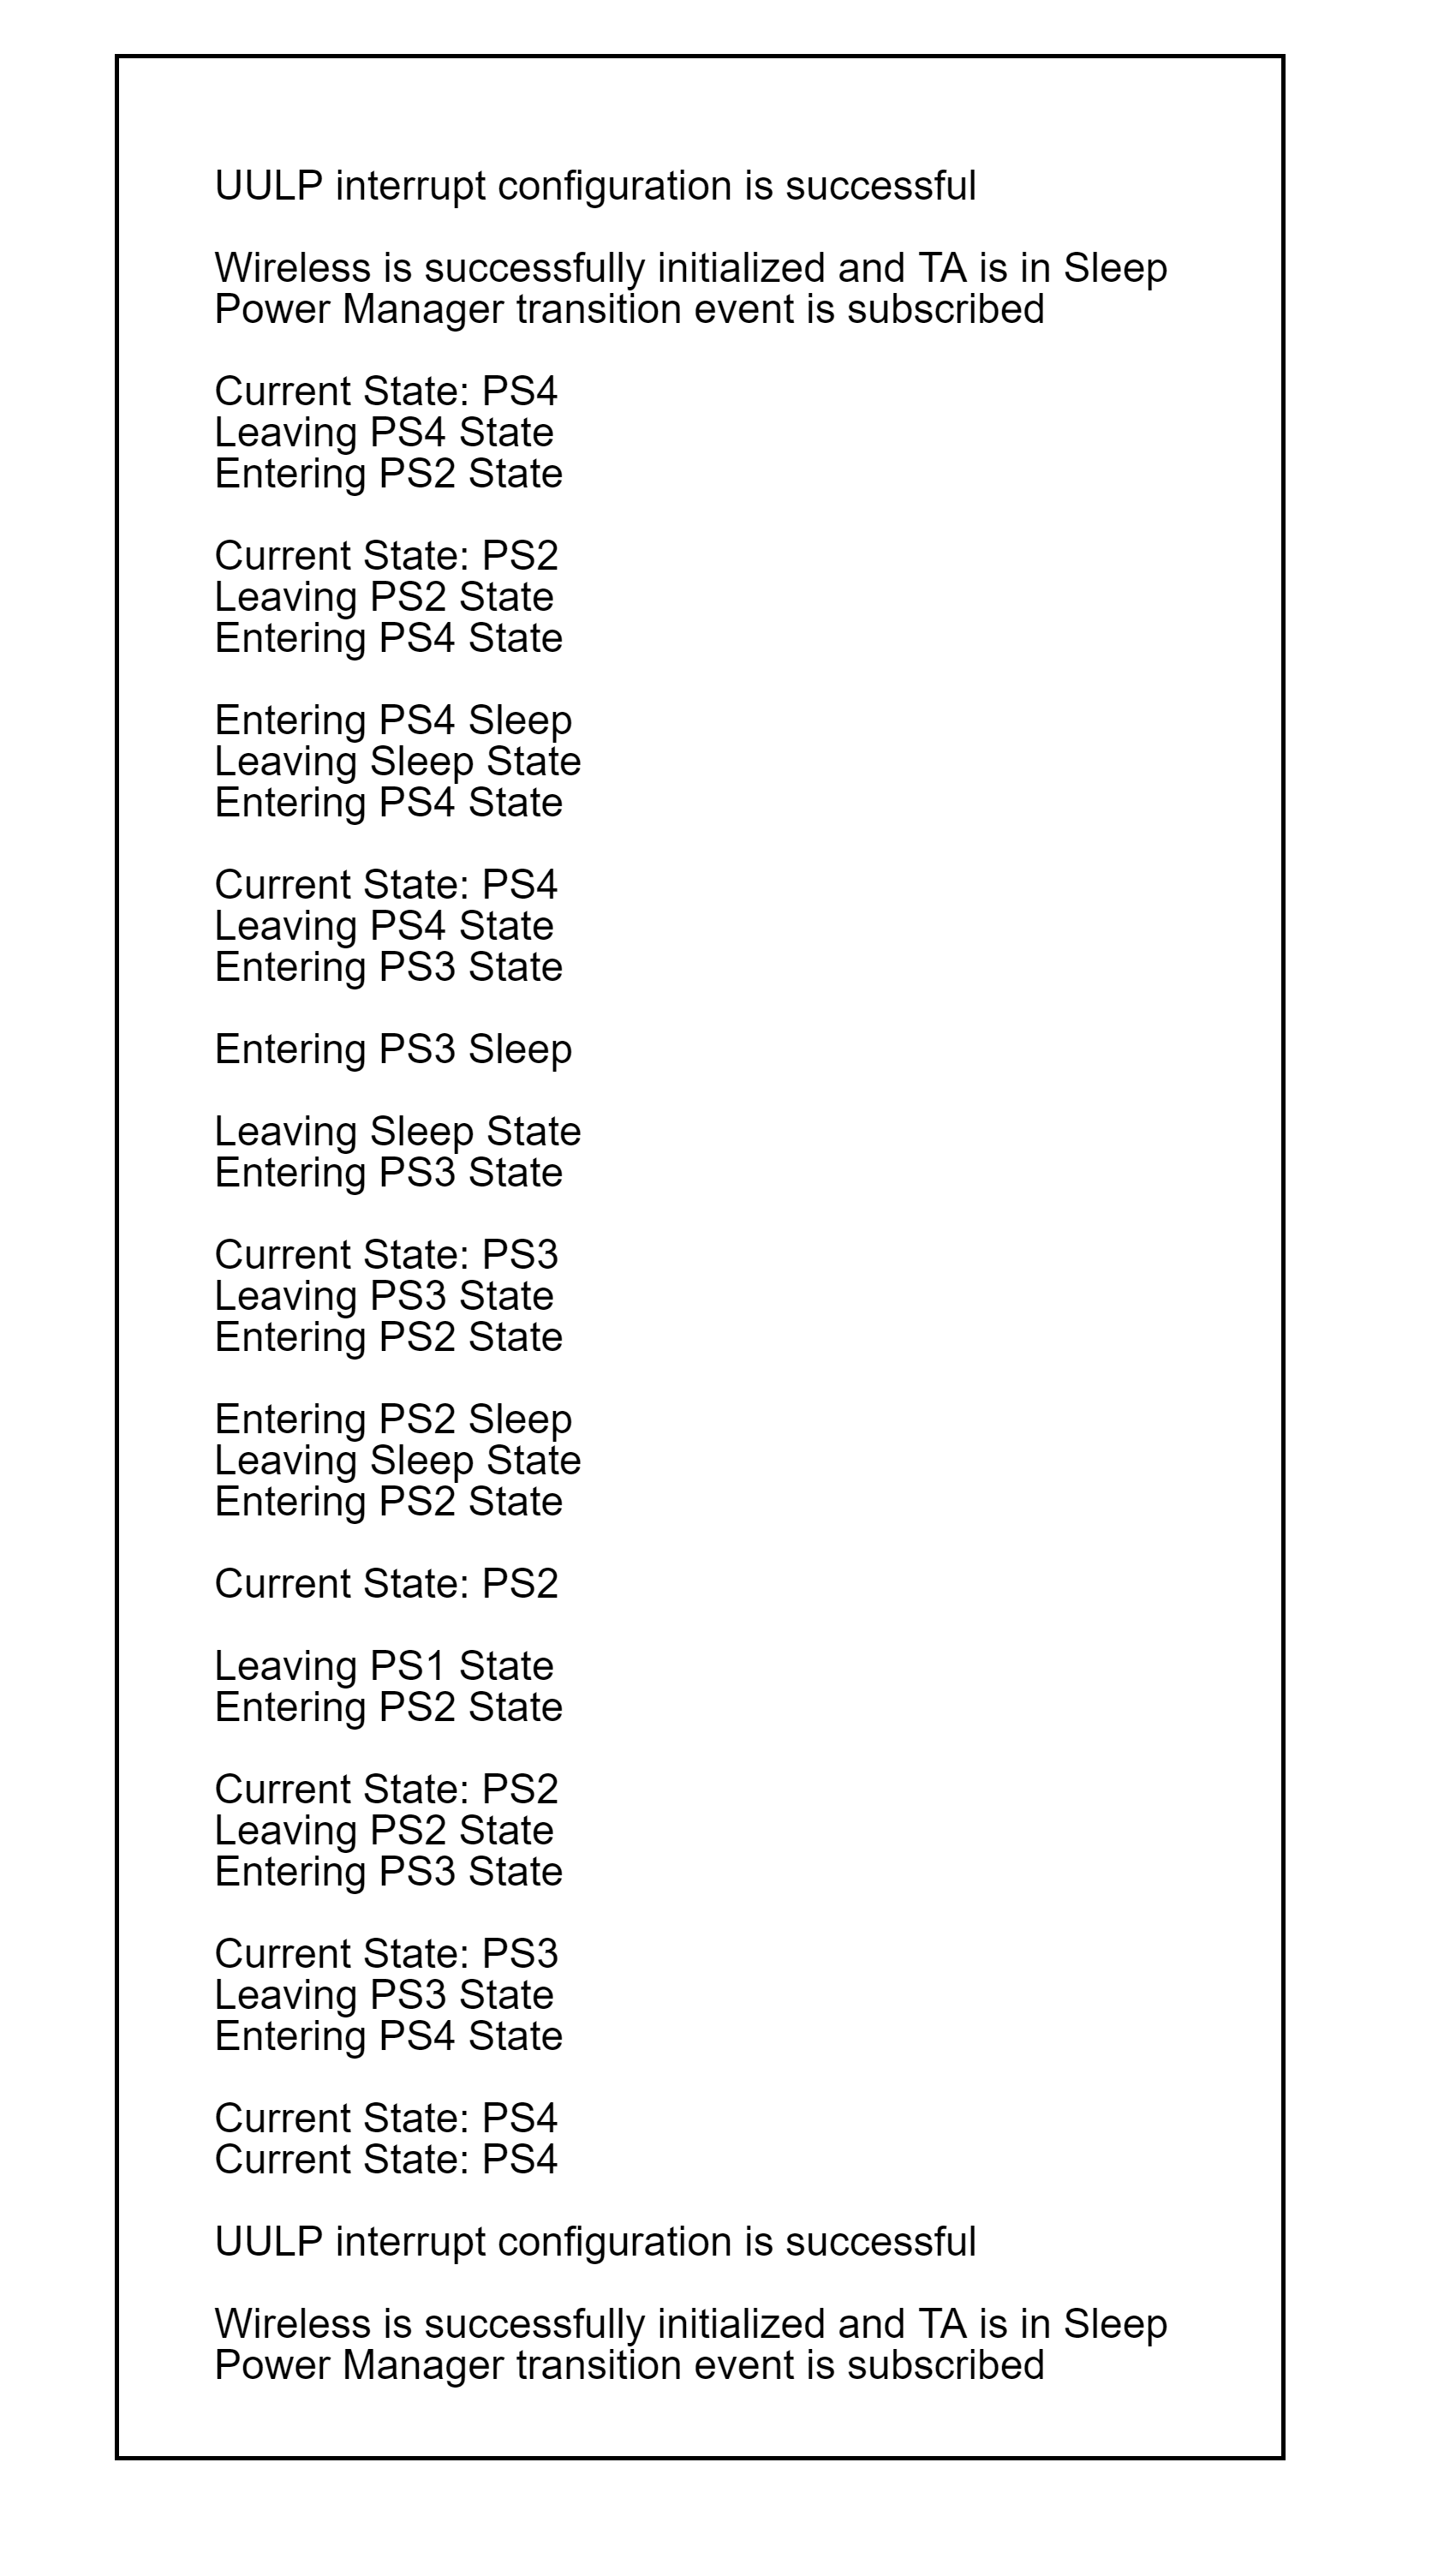 UULP interrupt configuration is successful
Wireless is successfully initialized and TA is in Sleep
Power Manager transition event is subscribed
Current State: PS4
Leaving PS4 State
Entering PS2 State
Current State: PS2
Leaving PS2 State
Entering PS4 State
Entering PS4 Sleep
Leaving Sleep State
Entering PS4 State
Current State: PS4
Leaving PS4 State
Entering PS3 State
Entering PS3 Sleep
Leaving Sleep State
Entering PS3 State
Current State: PS3
Leaving PS3 State
Entering PS2 State
Entering PS2 Sleep
Leaving Sleep State
Entering PS2 State
Current State: PS2
Leaving PS1 State
Entering PS2 State
Current State: PS2
Leaving PS2 State
Entering PS3 State
Current State: PS3
Leaving PS3 State
Entering PS4 State
Current State: PS4
Current State: PS4
UULP interrupt configuration is successful
Wireless is successfully initialized and TA is in Sleep
Power Manager transition event is subscribed